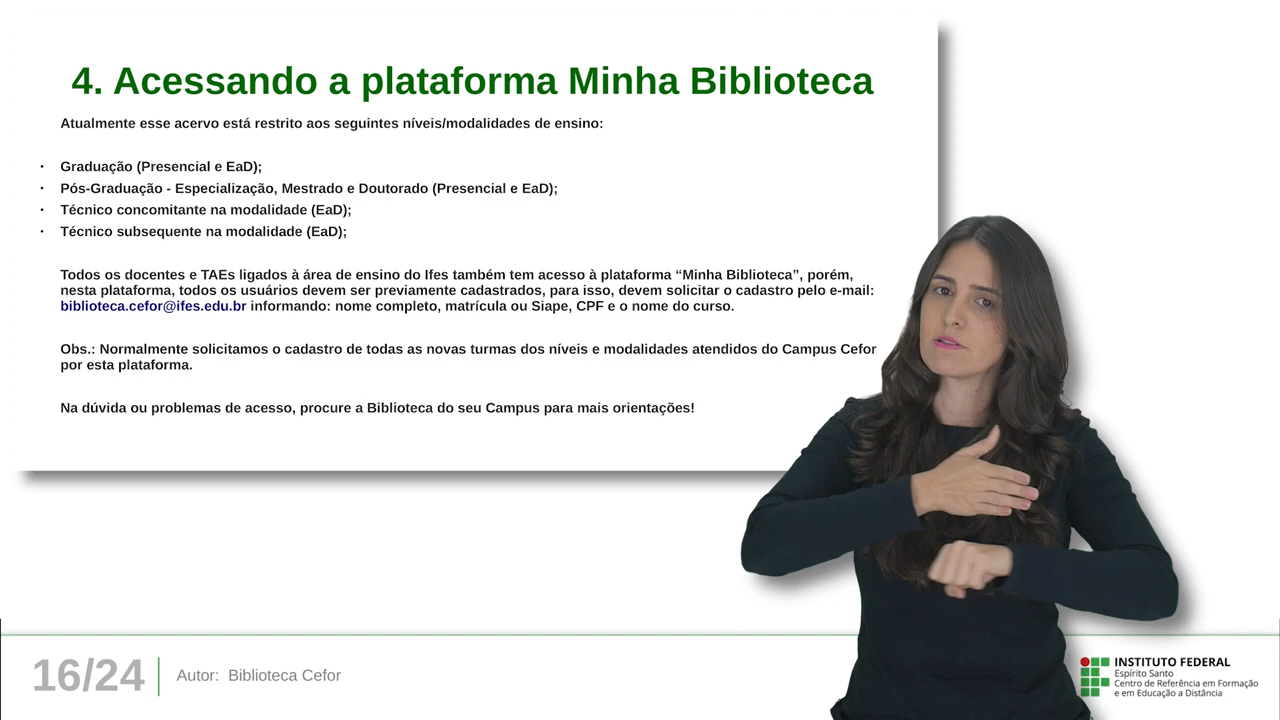 4. Acessando a plataforma Minha Biblioteca
Atualmente esse acervo está restrito aos seguintes níveis/modalidades de ensino:
· Graduação (Presencial e EaD);
· Pós-Graduação - Especialização, Mestrado e Doutorado (Presencial e EaD);
· Técnico concomitante na modalidade (EaD);
· Técnico subsequente na modalidade (EaD);
Todos os docentes e TAEs ligados à área de ensino do Ifes também tem acesso à plataforma “Minha Biblioteca”, porém,
nesta plataforma, todos os usuários devem ser previamente cadastrados, para isso, devem solicitar o cadastro pelo e-mail:
biblioteca.cefor@ifes.edu.br informando: nome completo, matrícula ou Siape, CPF e o nome do curso.
Obs.: Normalmente solicitamos o cadastro de todas as novas turmas dos níveis e modalidades atendidos do Campus Cefor
por esta plataforma.
Na dúvida ou problemas de acesso, procure a Biblioteca do seu Campus para mais orientações!
16/24
Autor: Biblioteca Cefor
INSTITUTO FEDERAL
Espírito Santo
Centro de Referência em Formação
e em Educação a Distância